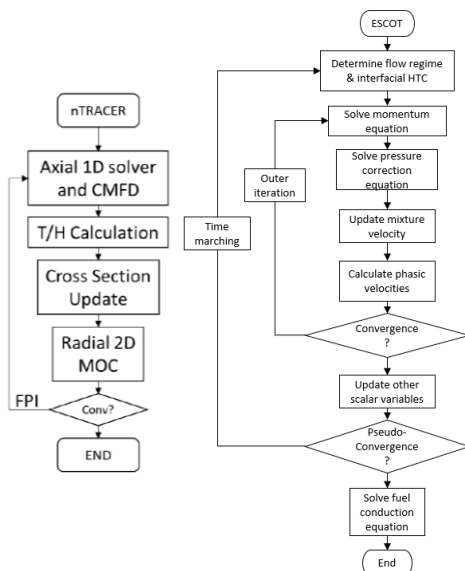 nTRACER
Axial 1D solver
and CMFD
T/H Calculation
Cross Section
Update
Radial 2D
MOC
FPI
Conv?
END
ESCOT
Determine flow regime
& interfacial HTC
Solve momentum
equation
Outer
iteration
Solve pressure
correction
equation
Time
marching
Update mixture
velocity
Calculate phasic
velocities
Convergence
?
Update other
scalar variables
Pseudo-
Convergence
?
Solve fuel
conduction
equation
End